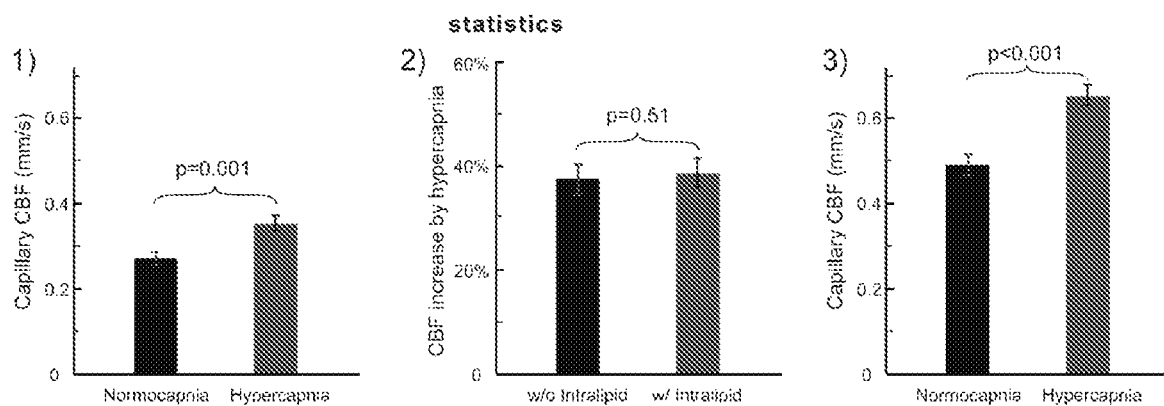 statistics
1)
Capillary CBF (mm/s)
0.6
0.4
0.2
0
p=0.001
Normocapnia Hypercapnia
2)
CBF increase by hypercapnia
60%
40%
20%
0
p=0.51
w/o Intralipid w/ Intralipid
3)
Capillary CBF (mm/s)
0.6
0.4
0.2
0
p<0.001
Normocapnia Hypercapnia